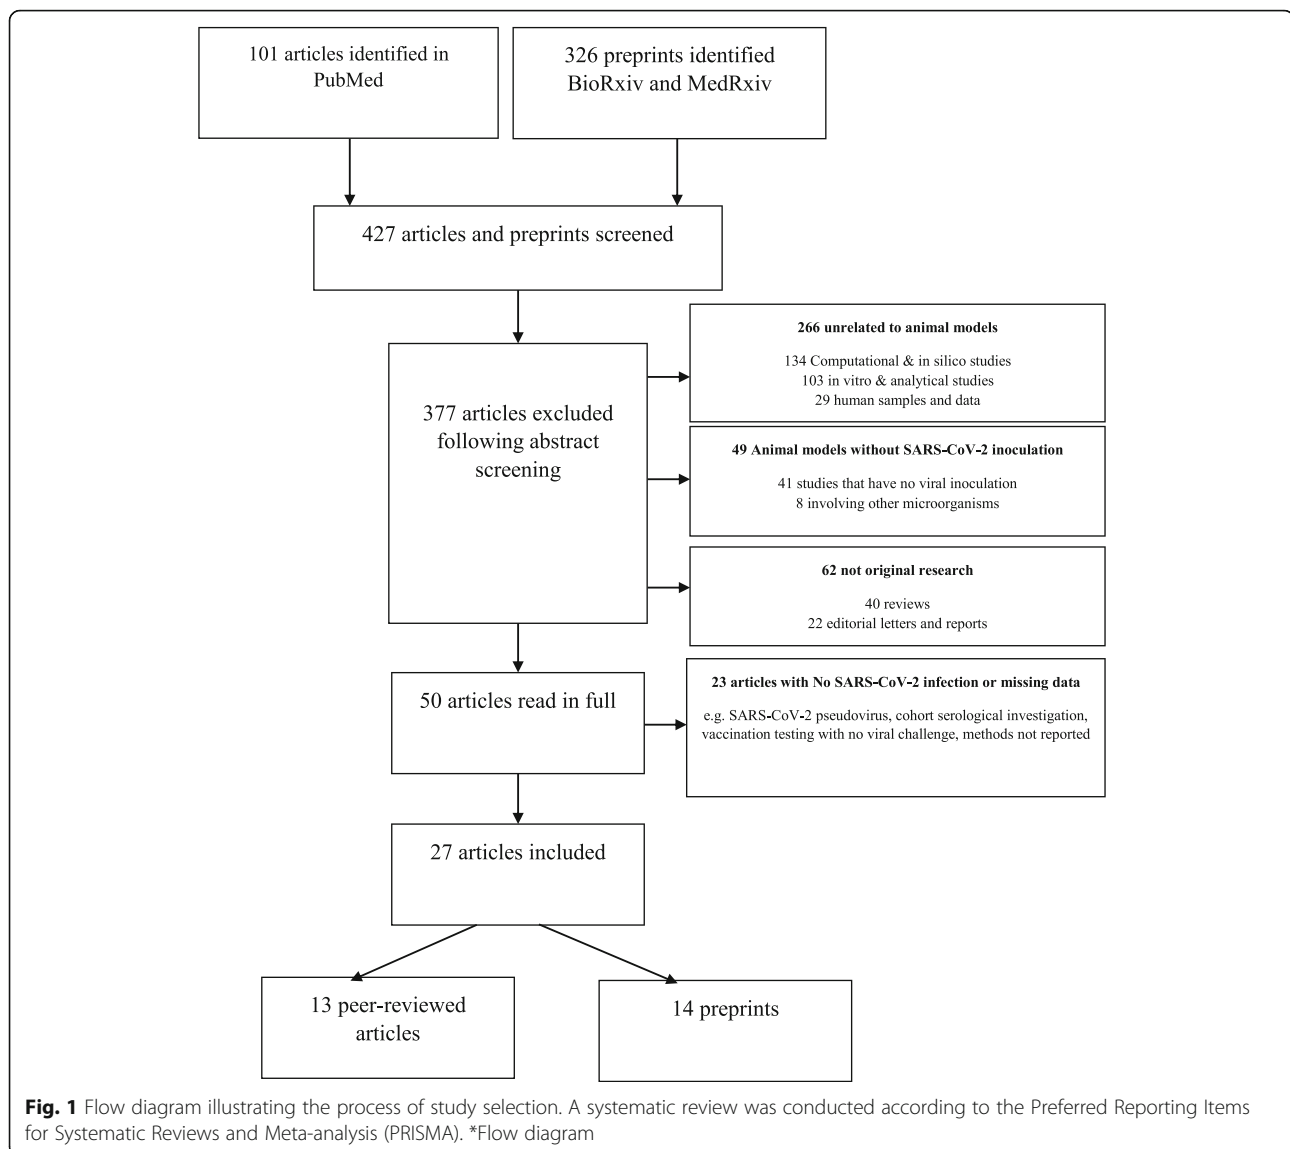 101 articles identified in
PubMed
326 preprints identified
BioRxiv and MedRxiv
427 articles and preprints screened
377 articles excluded
following abstract
screening
266 unrelated to animal models
134 Computational & in silico studies
103 in vitro & analytical studies
29 human samples and data
49 Animal models without SARS-CoV-2 inoculation
41 studies that have no viral inoculation
8 involving other microorganisms
62 not original research
40 reviews
22 editorial letters and reports
50 articles read in full
23 articles with No SARS-CoV-2 infection or missing data
e.g. SARS-CoV-2 pseudovirus, cohort serological investigation,
vaccination testing with no viral challenge, methods not reported
27 articles included
13 peer-reviewed
articles
14 preprints
Fig. 1 Flow diagram illustrating the process of study selection. A systematic review was conducted according to the Preferred Reporting Items
for Systematic Reviews and Meta-analysis (PRISMA). *Flow diagram